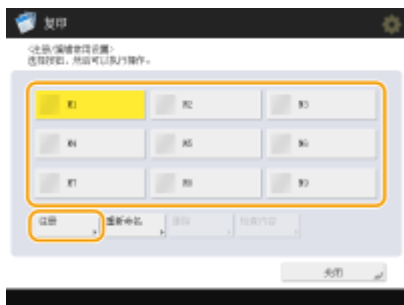 复印
<注册/编辑常用设置>
选择按钮，然后可以执行操作。
M1
M2
M3
M4
M5
M6
M7
M8
M9
注册
重新命名
删除
检查内容
关闭